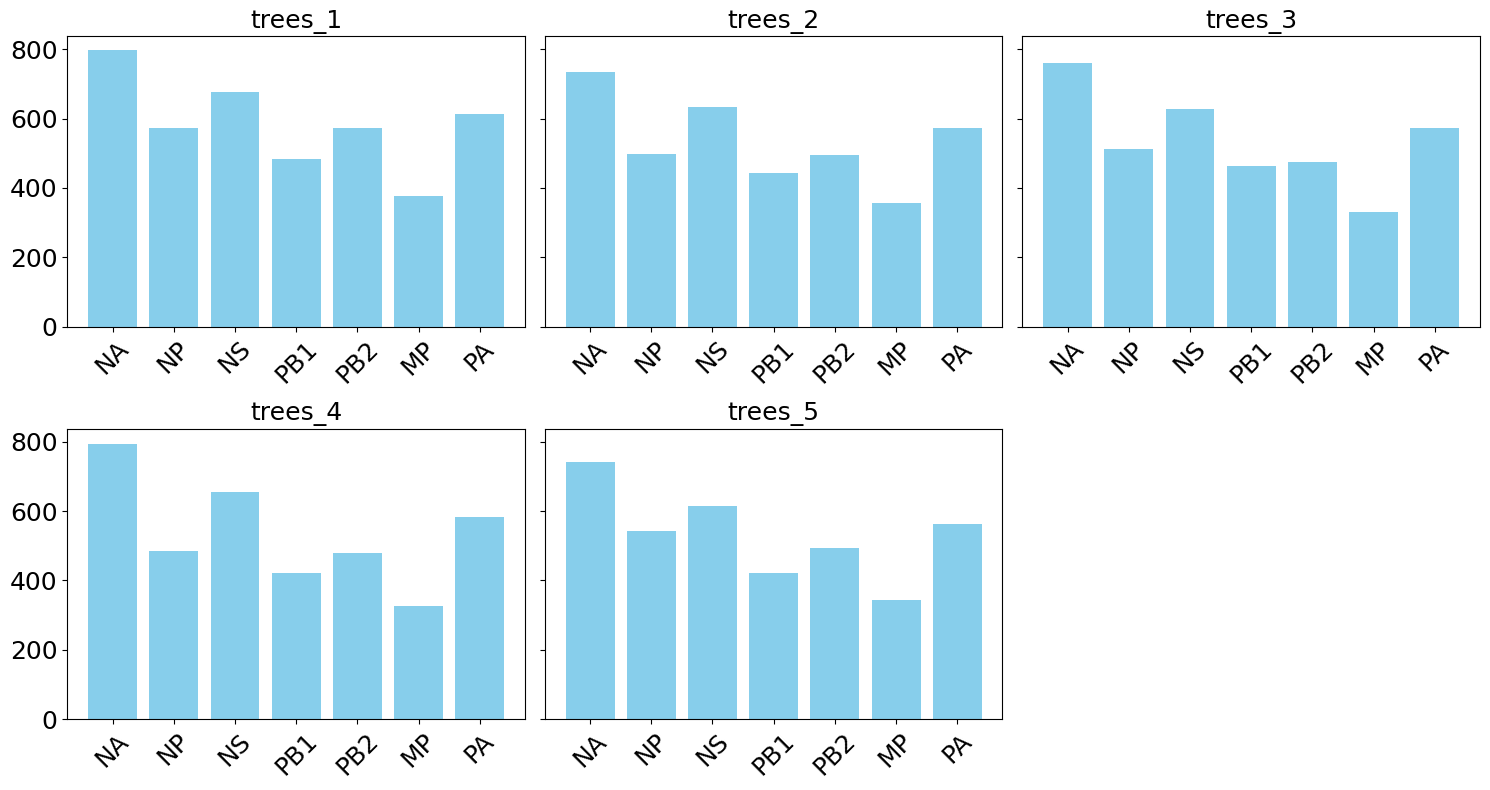 trees_1
trees_2
trees_3
800
600
400
200
0
NA NP NS PB1 PB2 MP PA
NA NP NS PB1 PB2 MP PA
NA NP NS PB1 PB2 MP PA
trees_4
trees_5
800
600
400
200
0
NA NP NS PB1 PB2 MP PA
NA NP NS PB1 PB2 MP PA